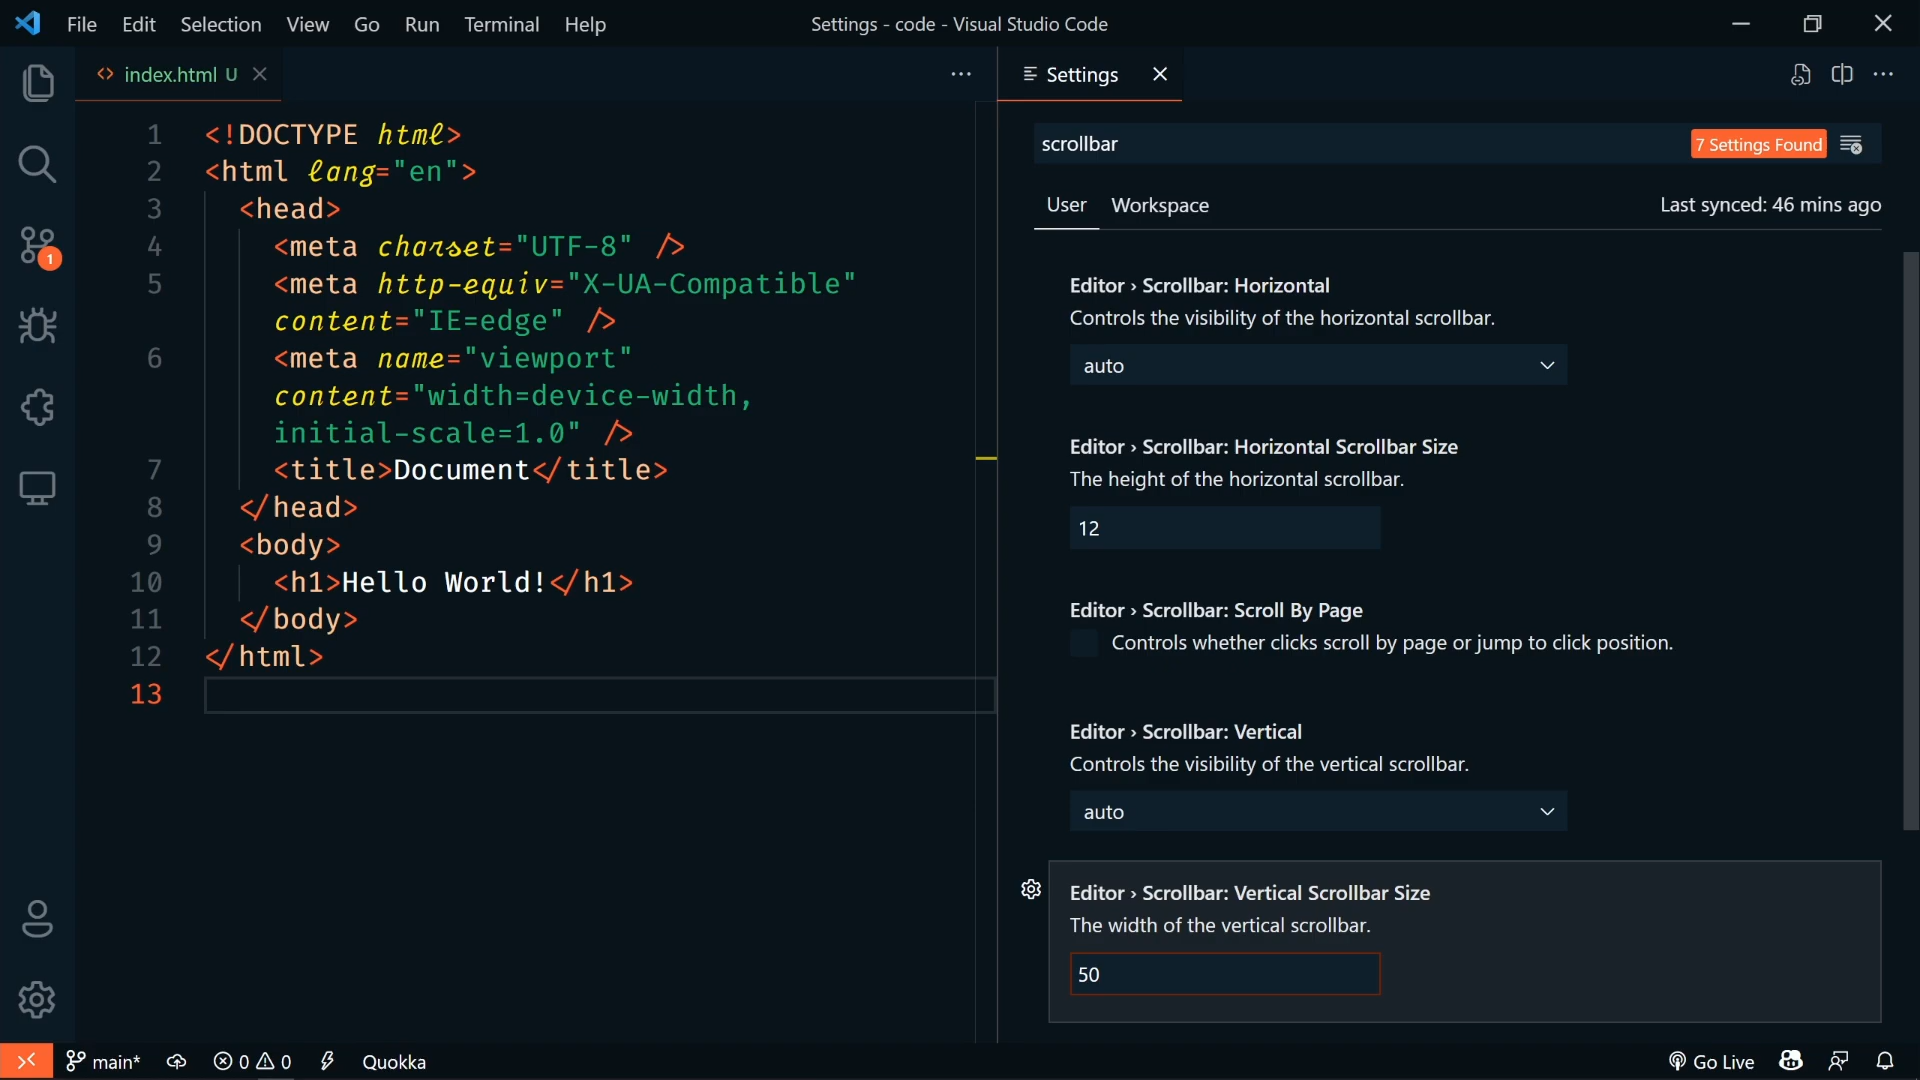 File Edit Selection View Go Run Terminal Help
Settings - code - Visual Studio Code
index.html U
Settings
1 <!DOCTYPE html>
2 <html lang="en">
3 <head>
4 <meta charset="UTF-8" />
5 <meta http-equiv="X-UA-Compatible"
content="IE=edge" />
6 <meta name="viewport"
content="width=device-width,
initial-scale=1.0" />
7 <title>Document</title>
8 </head>
9 <body>
10 <h1>Hello World!</h1>
11 </body>
12 </html>
13
scrollbar
7 Settings Found
User Workspace
Last synced: 46 mins ago
Editor › Scrollbar: Horizontal
Controls the visibility of the horizontal scrollbar.
auto
Editor › Scrollbar: Horizontal Scrollbar Size
The height of the horizontal scrollbar.
12
Editor › Scrollbar: Scroll By Page
Controls whether clicks scroll by page or jump to click position.
Editor › Scrollbar: Vertical
Controls the visibility of the vertical scrollbar.
auto
Editor › Scrollbar: Vertical Scrollbar Size
The width of the vertical scrollbar.
50
1
main* 0 0 Quokka
Go Live